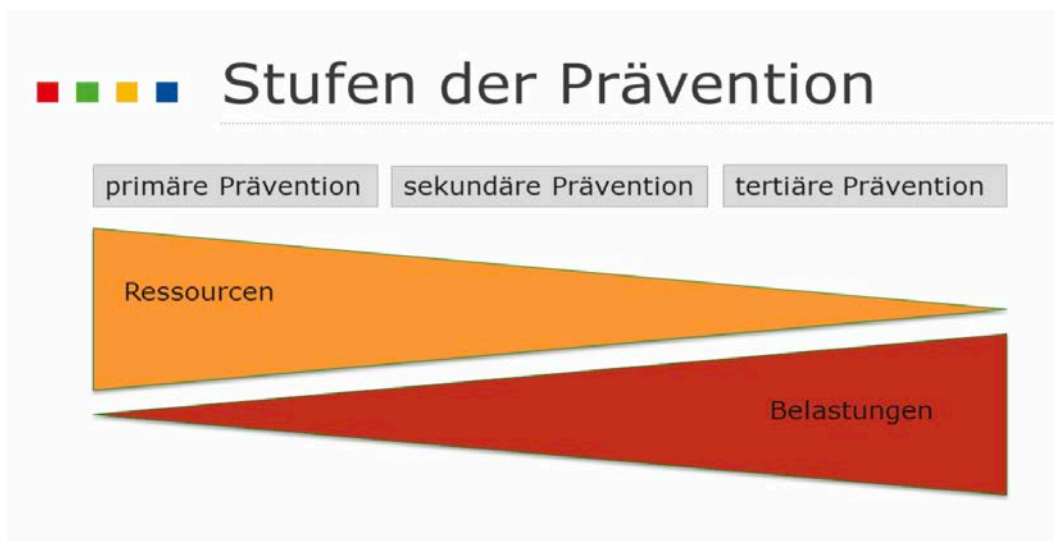 Stufen der Prävention
primäre Prävention sekundäre Prävention tertiäre Prävention
Ressourcen
Belastungen